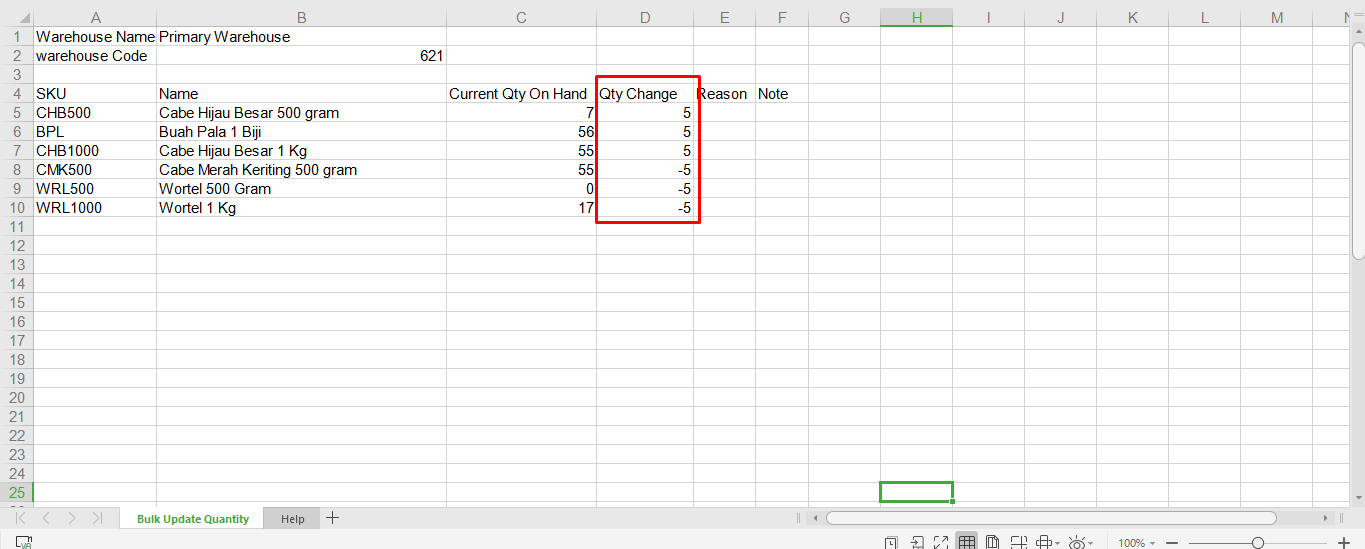 A B C D E F G H I J K L M
1 Warehouse Name Primary Warehouse
2 warehouse Code 621
3
4 SKU Name Current Qty On Hand Qty Change Reason Note
5 CHB500 Cabe Hijau Besar 500 gram 7 5
6 BPL Buah Pala 1 Biji 56 5
7 CHB1000 Cabe Hijau Besar 1 Kg 55 5
8 CMK500 Cabe Merah Keriting 500 gram 55 -5
9 WRL500 Wortel 500 Gram 0 -5
10 WRL1000 Wortel 1 Kg 17 -5
11
12
13
14
15
16
17
18
19
20
21
22
23
24
25
Bulk Update Quantity Help
100%